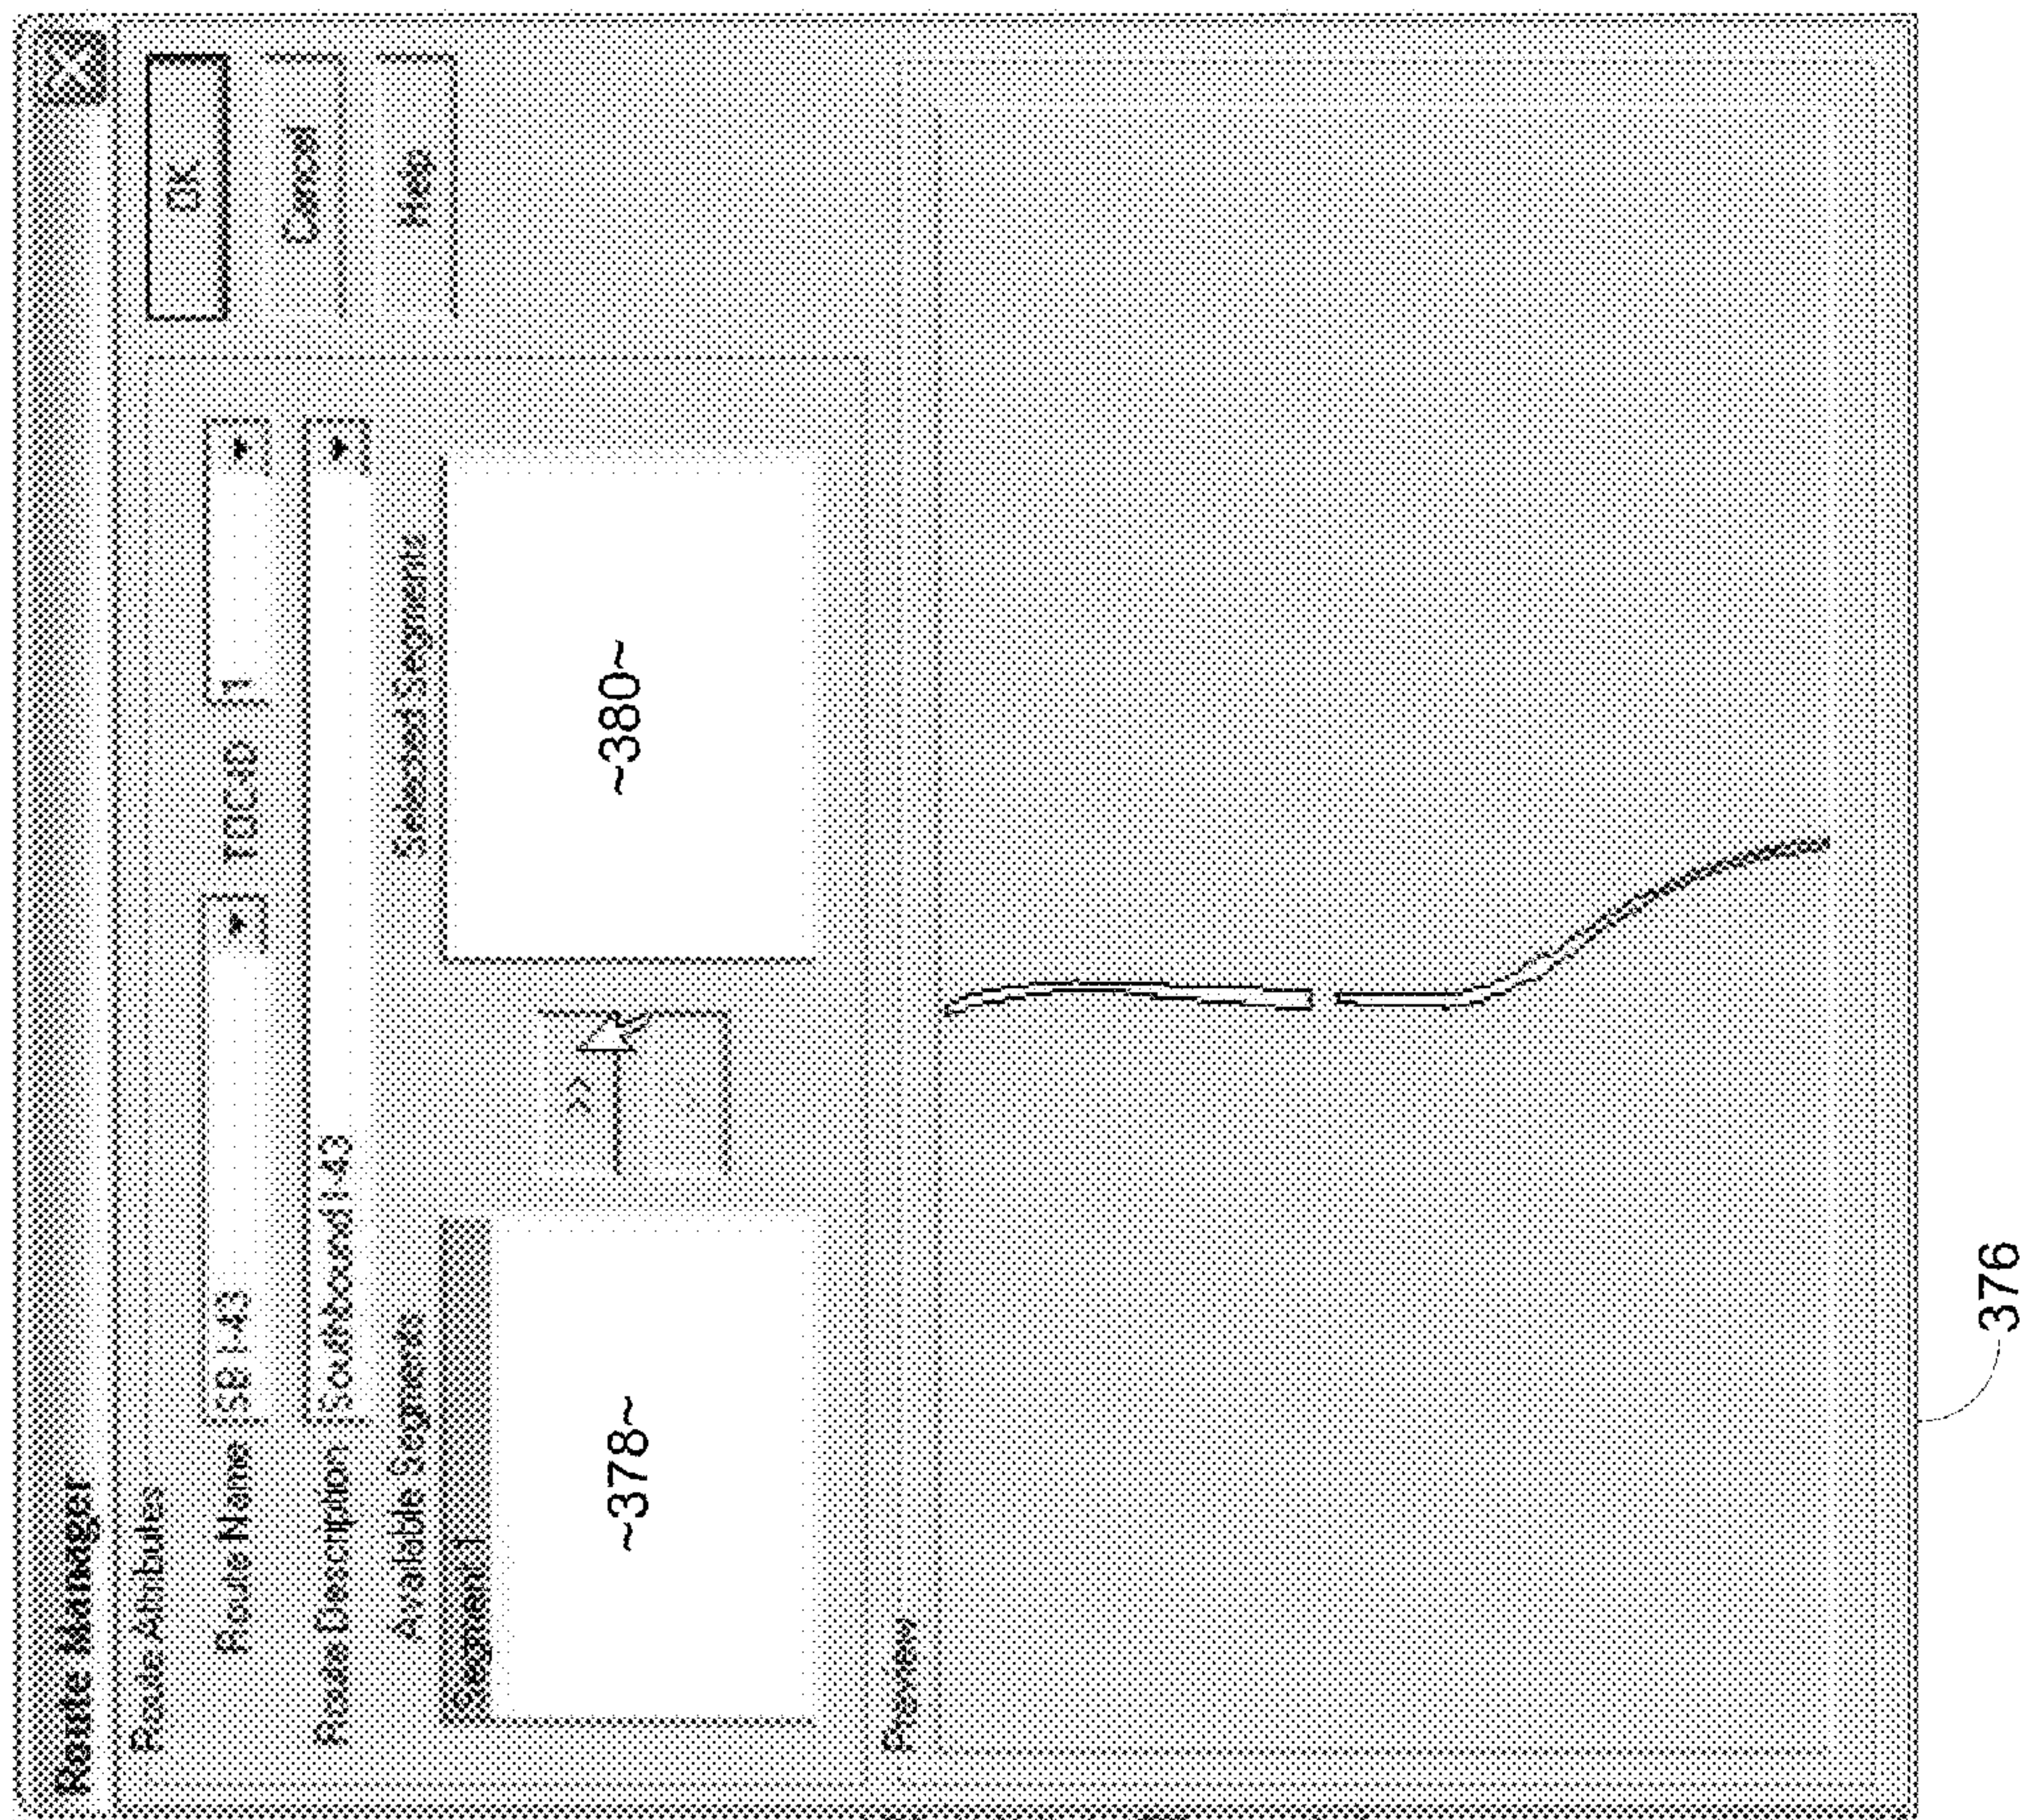 Route Manager
Route Attributes
OK
Route Name SB I-43 TOC-ID 1
Cancel
Route Description Southbound I-43
Help
Available Segments Selected Segments
Segment 1
>>
~378~ ~380~
Preview
376